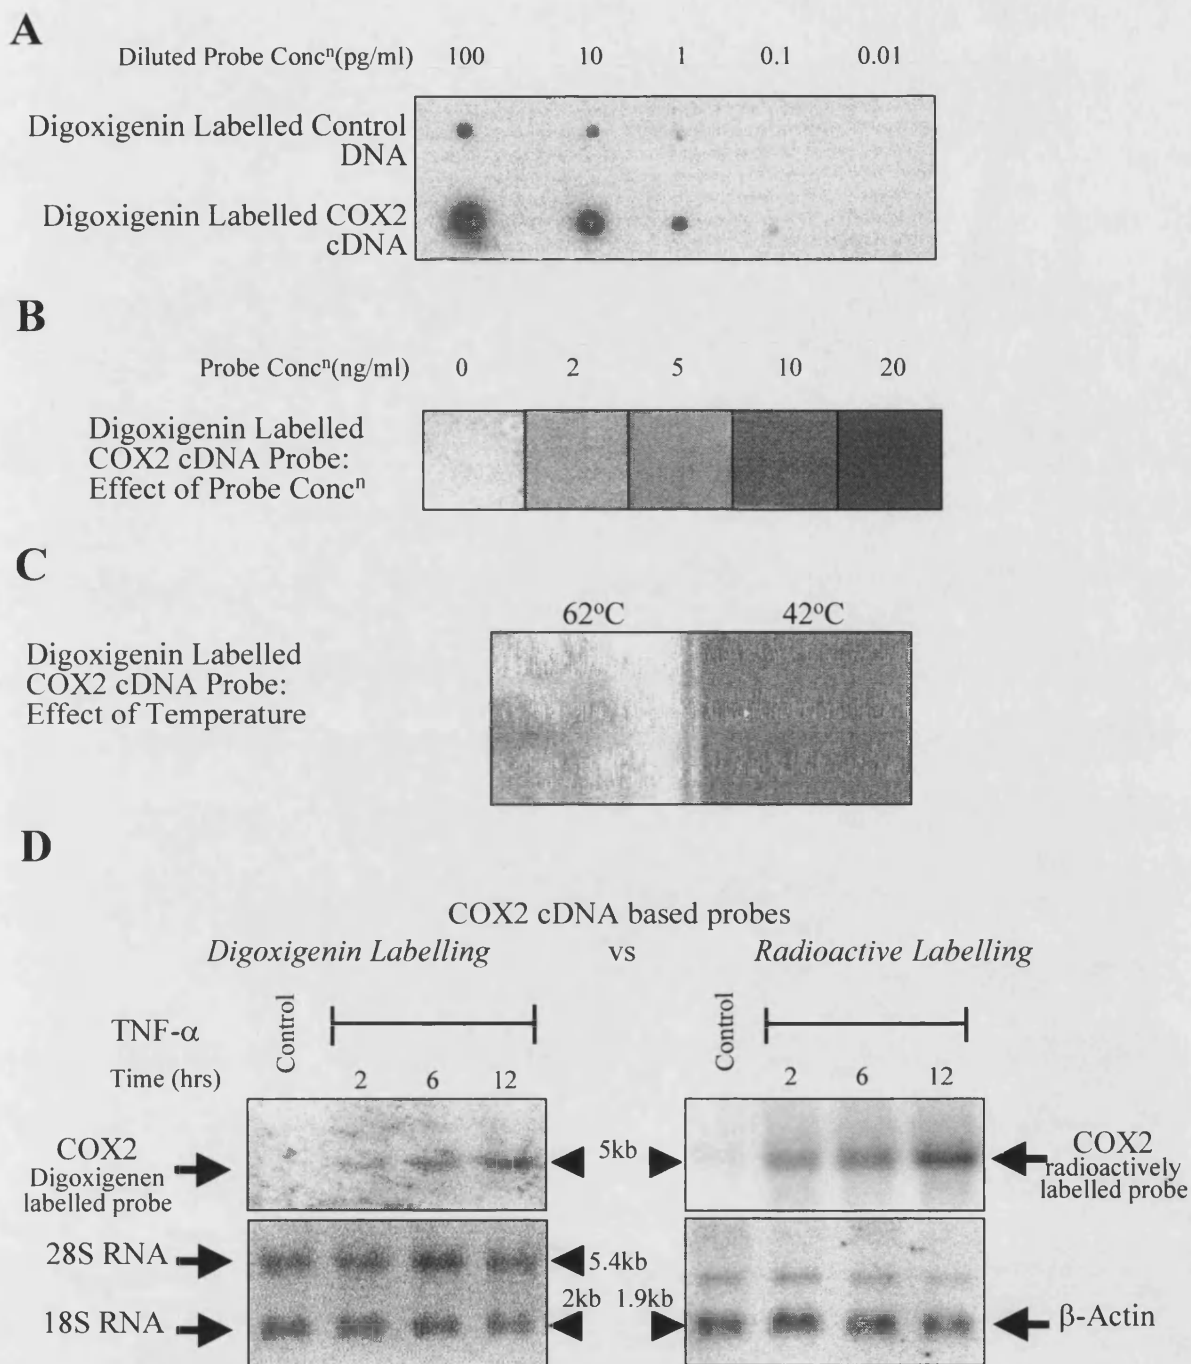 A
Diluted Probe Concⁿ(pg/ml) 100 10 1 0.1 0.01
Digoxigenin Labelled Control
DNA
Digoxigenin Labelled COX2
cDNA
B
Probe Concⁿ(ng/ml) 0 2 5 10 20
Digoxigenin Labelled
COX2 cDNA Probe:
Effect of Probe Concⁿ
C
62°C 42°C
Digoxigenin Labelled
COX2 cDNA Probe:
Effect of Temperature
D
COX2 cDNA based probes
Digoxigenin Labelling vs Radioactive Labelling
TNF-α Control Control
Time (hrs) 2 6 12 2 6 12
COX2
Digoxigenen
labelled probe
5kb
COX2
radioactively
labelled probe
28S RNA 5.4kb
2kb 1.9kb
18S RNA β-Actin